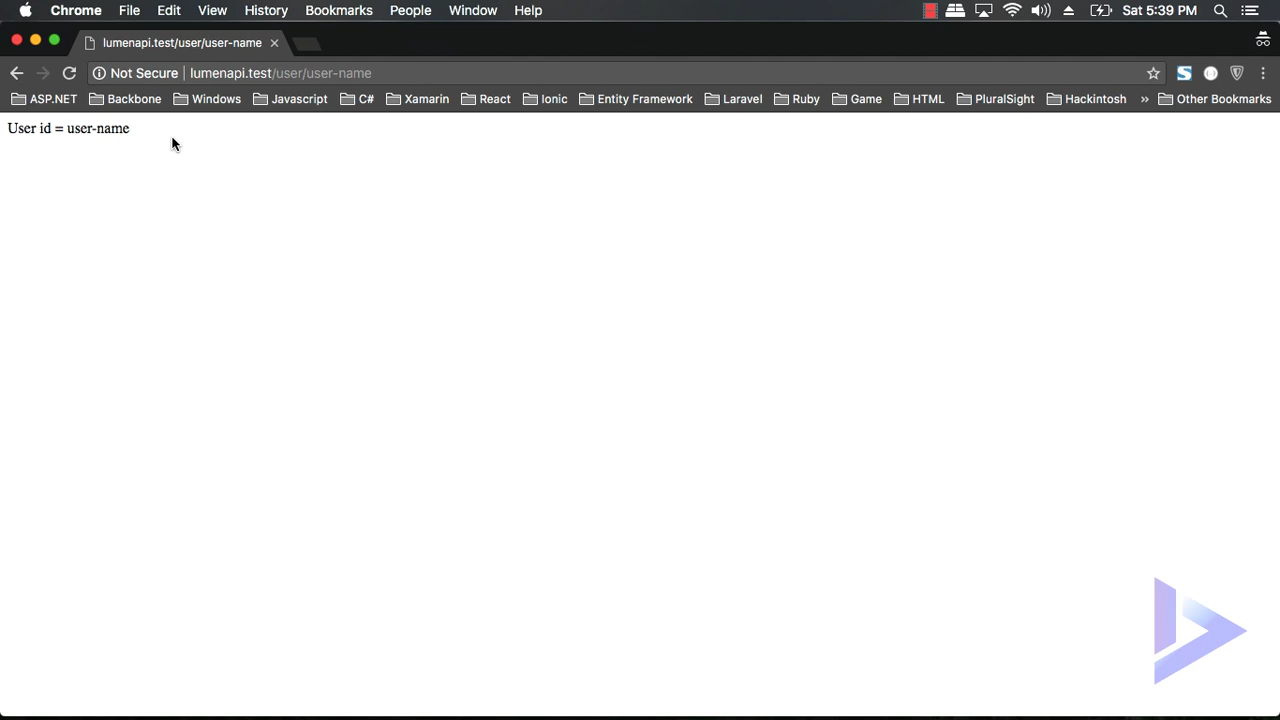 Chrome File Edit View History Bookmarks People Window Help Sat 5:39 PM
lumenapi.test/user/user-name
Not Secure lumenapi.test/user/user-name
ASP.NET Backbone Windows Javascript C# Xamarin React Ionic Entity Framework Laravel Ruby Game HTML PluralSight Hackintosh » Other Bookmarks
User id = user-name